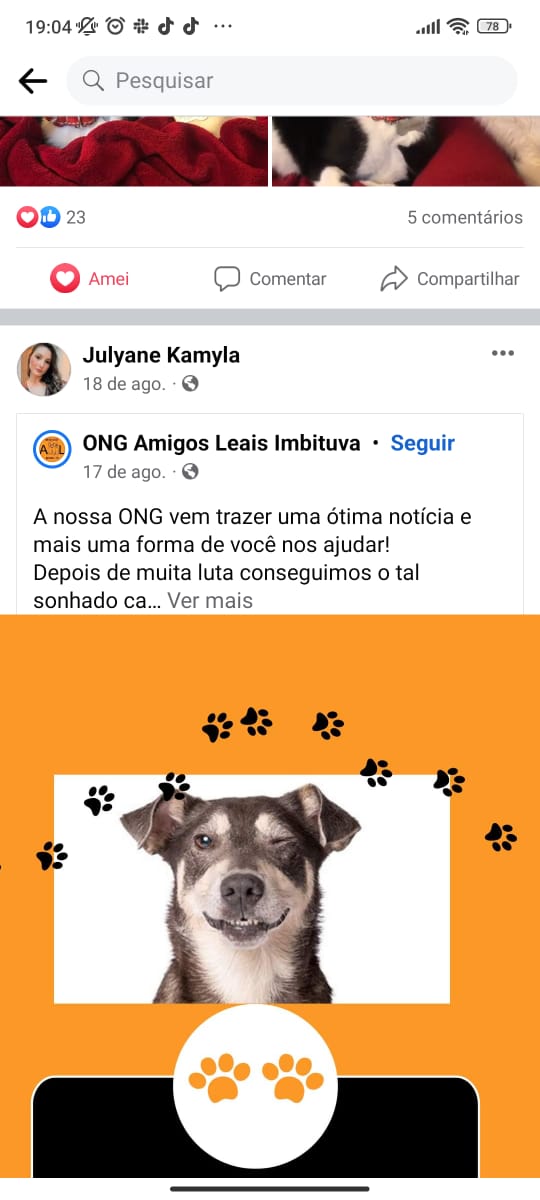 19:04
78
Pesquisar
23
5 comentários
Amei
Comentar
Compartilhar
Julyane Kamyla
18 de ago. ·
ONG Amigos Leais Imbituva • Seguir
17 de ago. ·
A nossa ONG vem trazer uma ótima notícia e
mais uma forma de você nos ajudar!
Depois de muita luta conseguimos o tal
sonhado ca... Ver mais